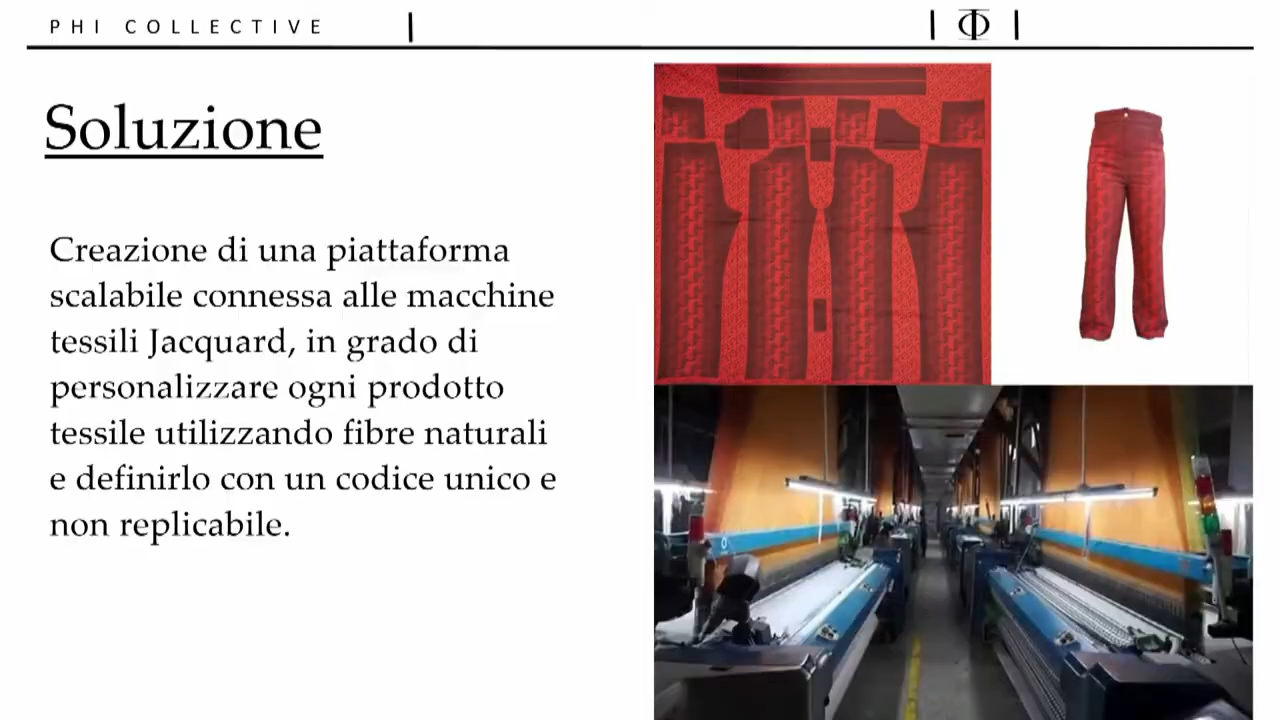 PHI COLLECTIVE
Φ
Soluzione
Creazione di una piattaforma
scalabile connessa alle macchine
tessili Jacquard, in grado di
personalizzare ogni prodotto
tessile utilizzando fibre naturali
e definirlo con un codice unico e
non replicabile.